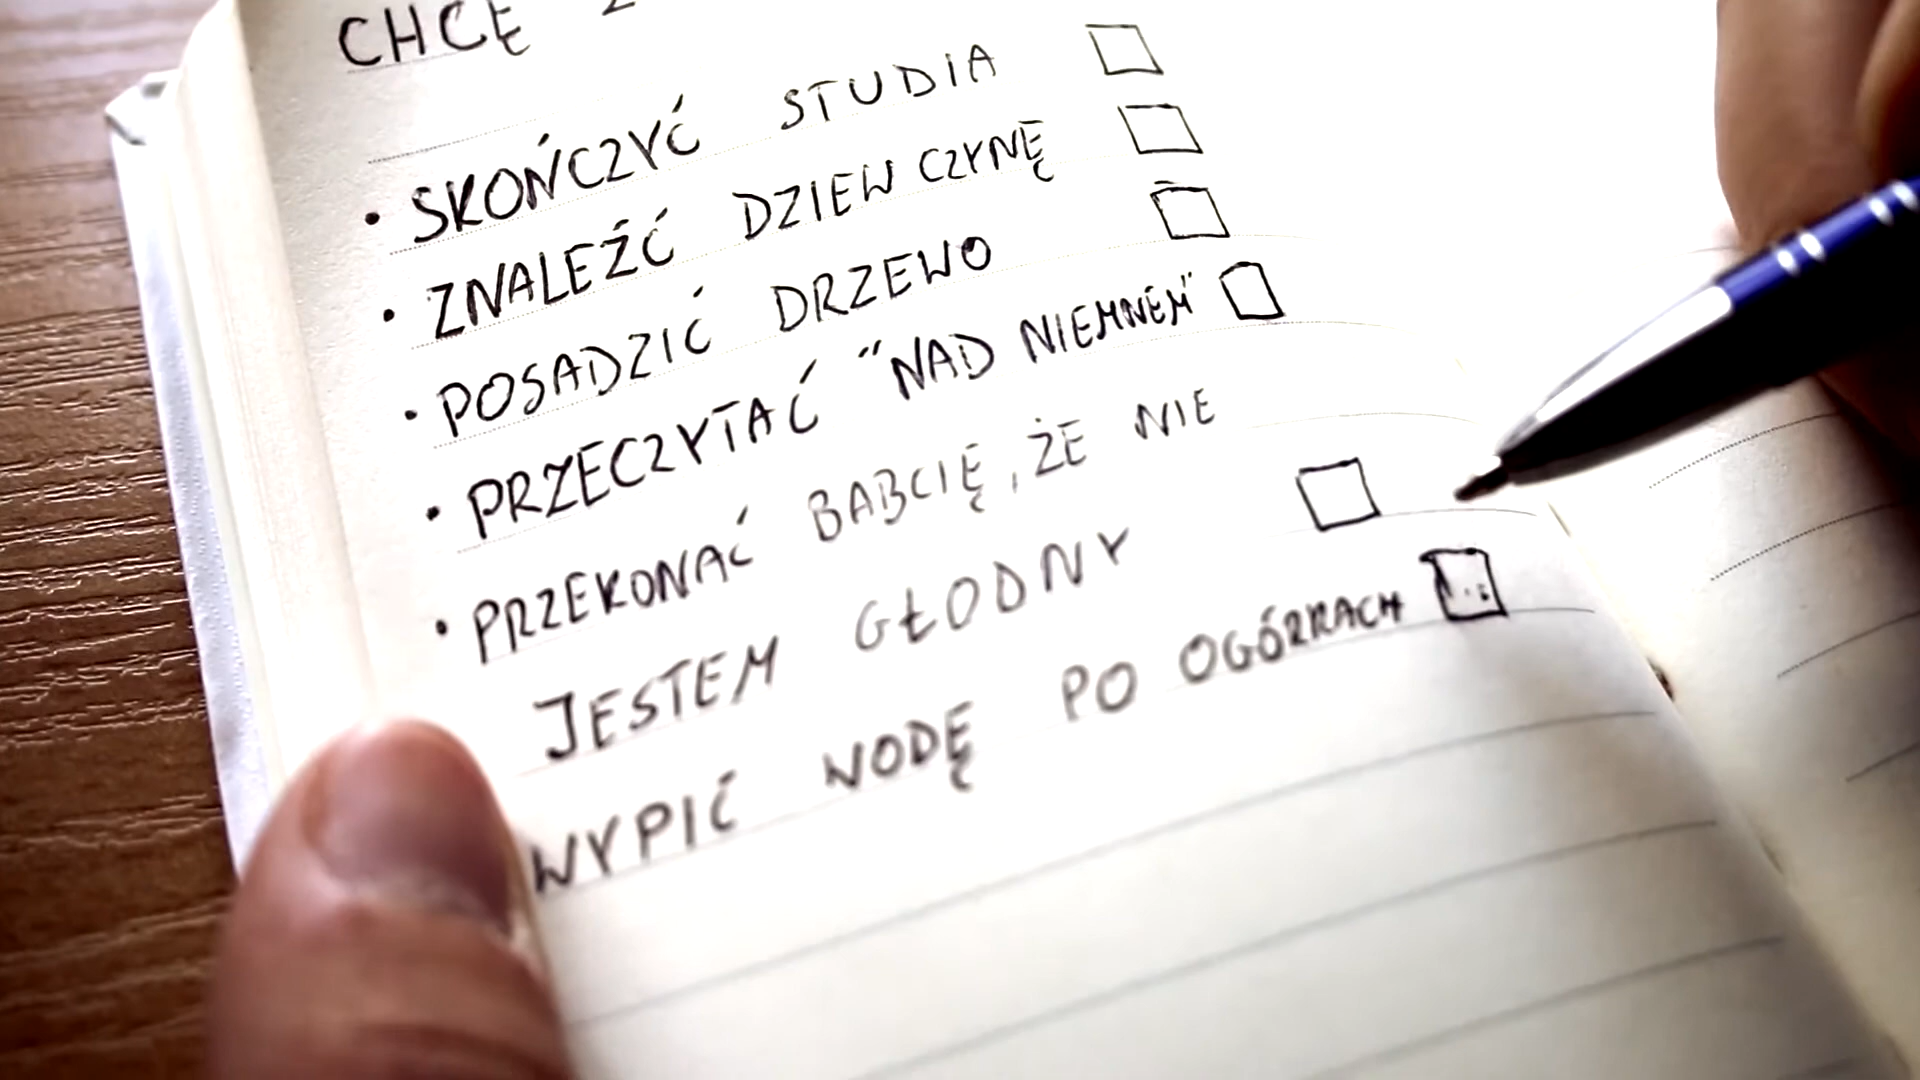 CHCĘ
• SKOŃCZYĆ STUDIA
• ZNALEŹĆ DZIEWCZYNĘ
• POSADZIĆ DRZEWO
• PRZECZYTAĆ "NAD NIEMNEM"
• PRZEKONAĆ BABCIĘ, ŻE NIE
JESTEM GŁODNY
WYPIĆ WODĘ PO OGÓRKACH